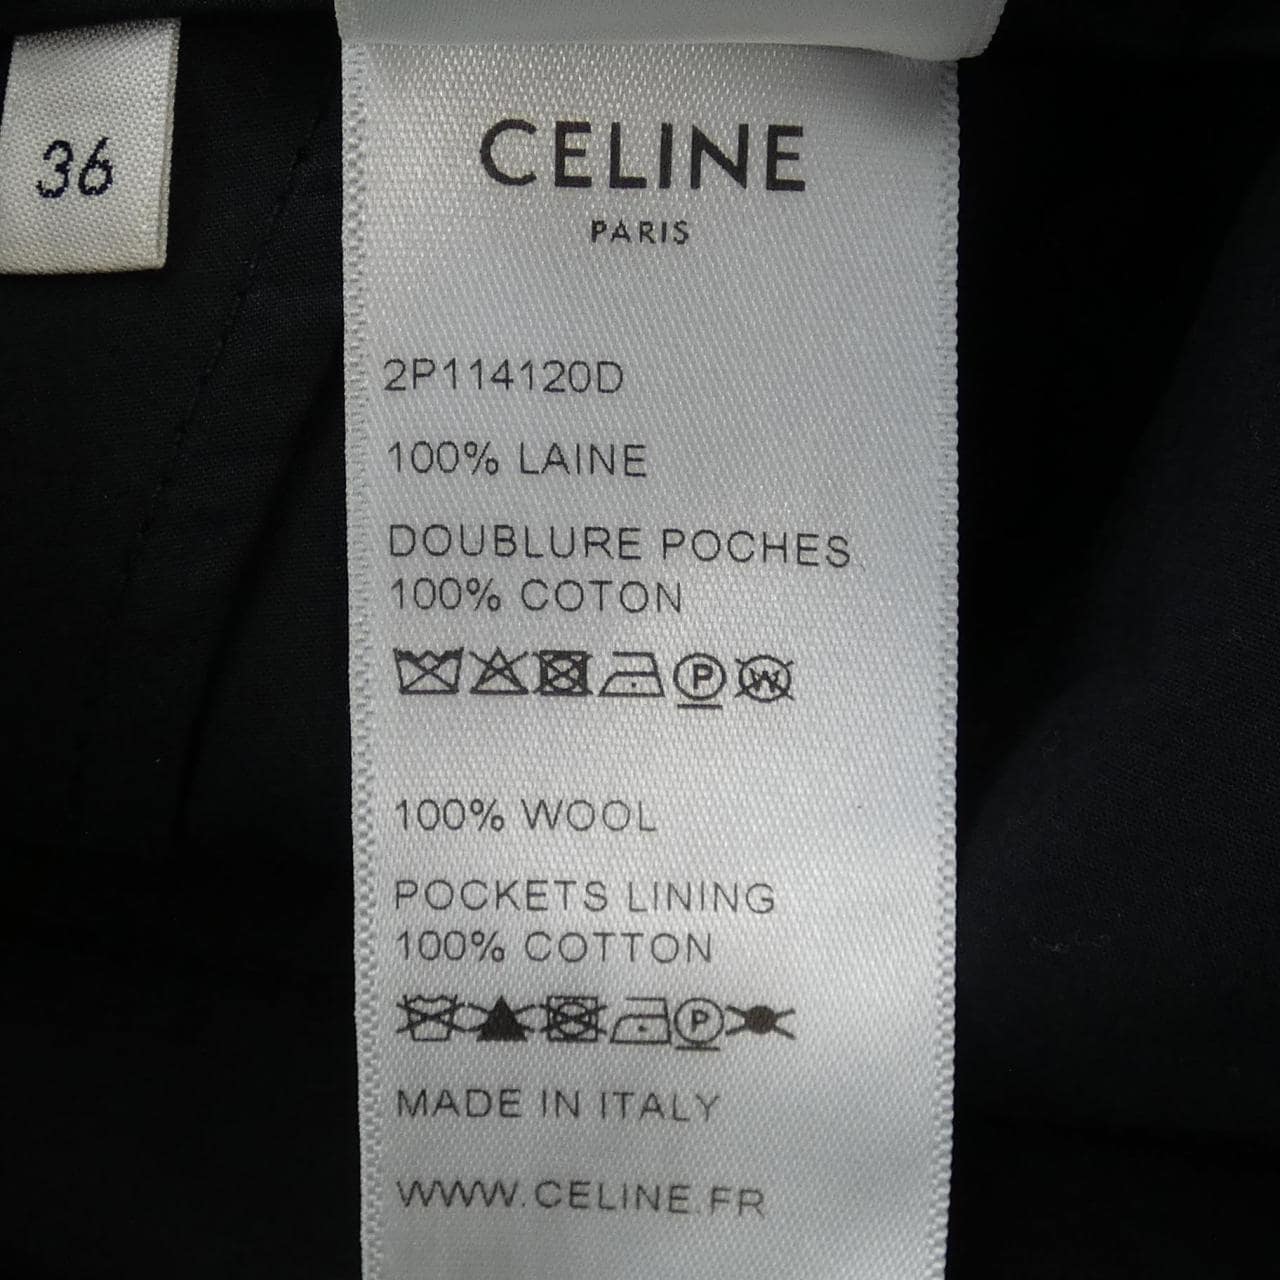 36
CELINE
PARIS
2P114120D
100% LAINE
DOUBLURE POCHES
100% COTON
100% WOOL
POCKETS LINING
100% COTTON
MADE IN ITALY
WWW.CELINE.FR